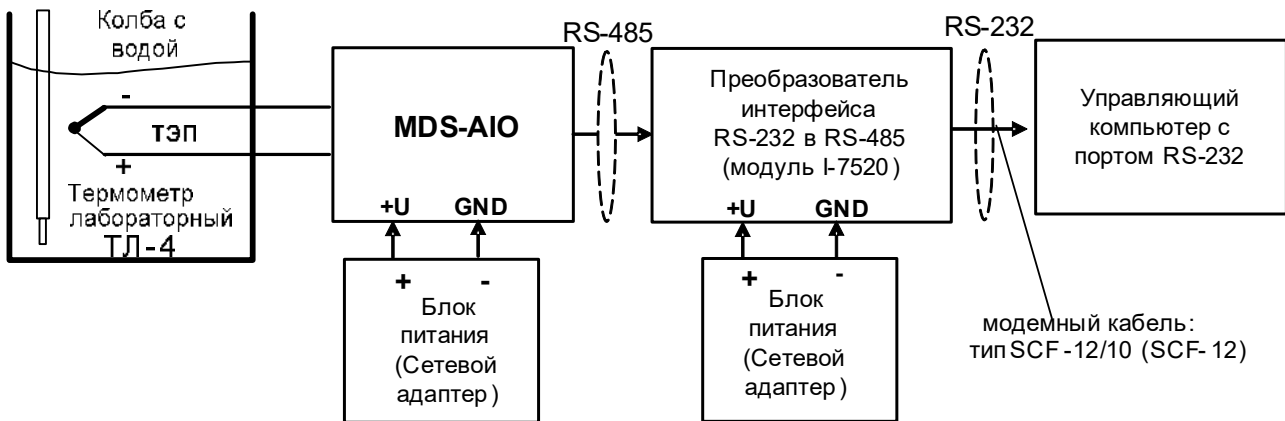 Колба с
водой
-
ТЭП
+
Термометр
лабораторный
ТЛ-4
MDS-AIO
+U GND
+ -
Блок
питания
(Сетевой
адаптер)
RS-485
Преобразователь
интерфейса
RS-232 в RS-485
(модуль I-7520)
+U GND
+ -
Блок
питания
(Сетевой
адаптер)
RS-232
Управляющий
компьютер с
портом RS-232
модемный кабель:
тип SCF-12/10 (SCF-12)